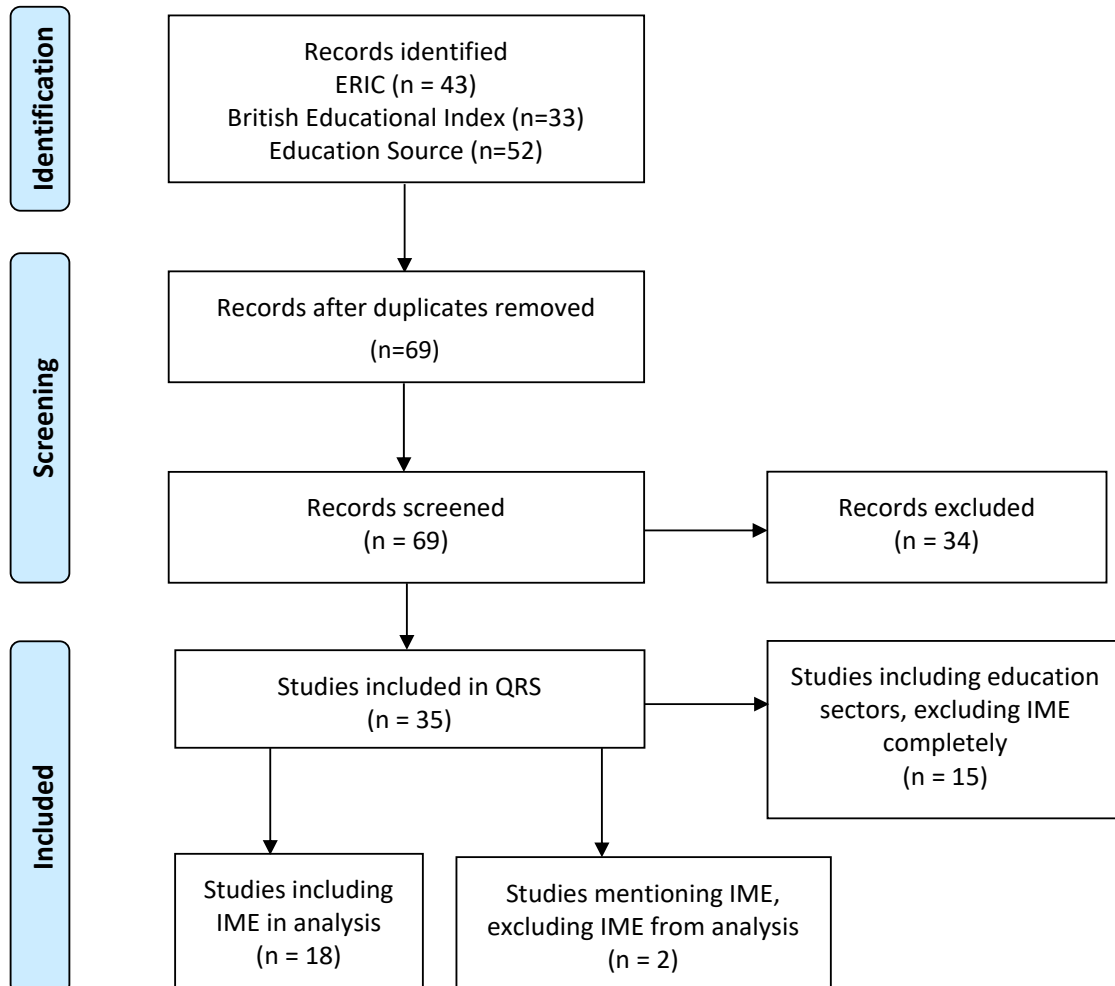 Identification
Records identified
ERIC (n = 43)
British Educational Index (n=33)
Education Source (n=52)
Screening
Records after duplicates removed
(n=69)
Records screened
(n = 69)
Records excluded
(n = 34)
Included
Studies included in QRS
(n = 35)
Studies including education
sectors, excluding IME
completely
(n = 15)
Studies including
IME in analysis
(n = 18)
Studies mentioning IME,
excluding IME from analysis
(n = 2)